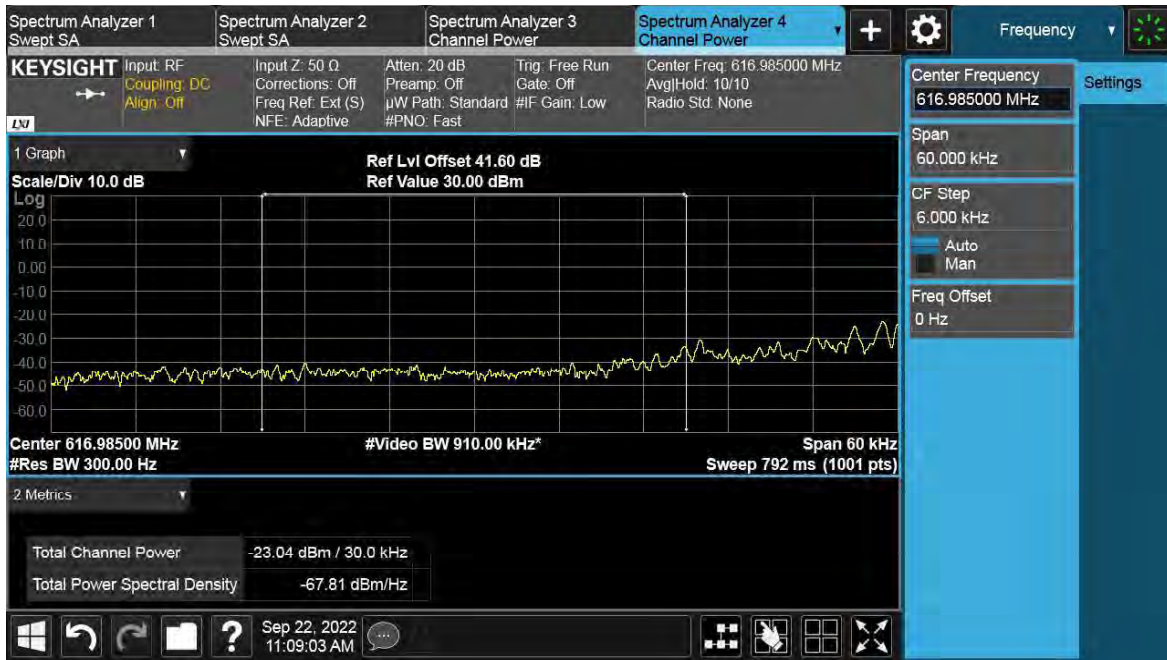 Spectrum Analyzer 1
Swept SA
Spectrum Analyzer 2
Swept SA
Spectrum Analyzer 3
Channel Power
Spectrum Analyzer 4
Channel Power
+
Frequency
KEYSIGHT
LXI
Input: RF
Coupling: DC
Align: Off
Input Z: 50 Ω
Corrections: Off
Freq Ref: Ext (S)
NFE: Adaptive
Atten: 20 dB
Preamp: Off
µW Path: Standard
#PNO: Fast
Trig: Free Run
Gate: Off
#IF Gain: Low
Center Freq: 616.985000 MHz
Avg|Hold: 10/10
Radio Std: None
Center Frequency
616.985000 MHz
Settings
Span
60.000 kHz
CF Step
6.000 kHz
Auto
Man
Freq Offset
0 Hz
1 Graph
Scale/Div 10.0 dB
Ref Lvl Offset 41.60 dB
Ref Value 30.00 dBm
Log
20.0
10.0
0.00
-10.0
-20.0
-30.0
-40.0
-50.0
-60.0
Center 616.98500 MHz
#Video BW 910.00 kHz*
Span 60 kHz
#Res BW 300.00 Hz
Sweep 792 ms (1001 pts)
2 Metrics
Total Channel Power -23.04 dBm / 30.0 kHz
Total Power Spectral Density -67.81 dBm/Hz
?
Sep 22, 2022
11:09:03 AM